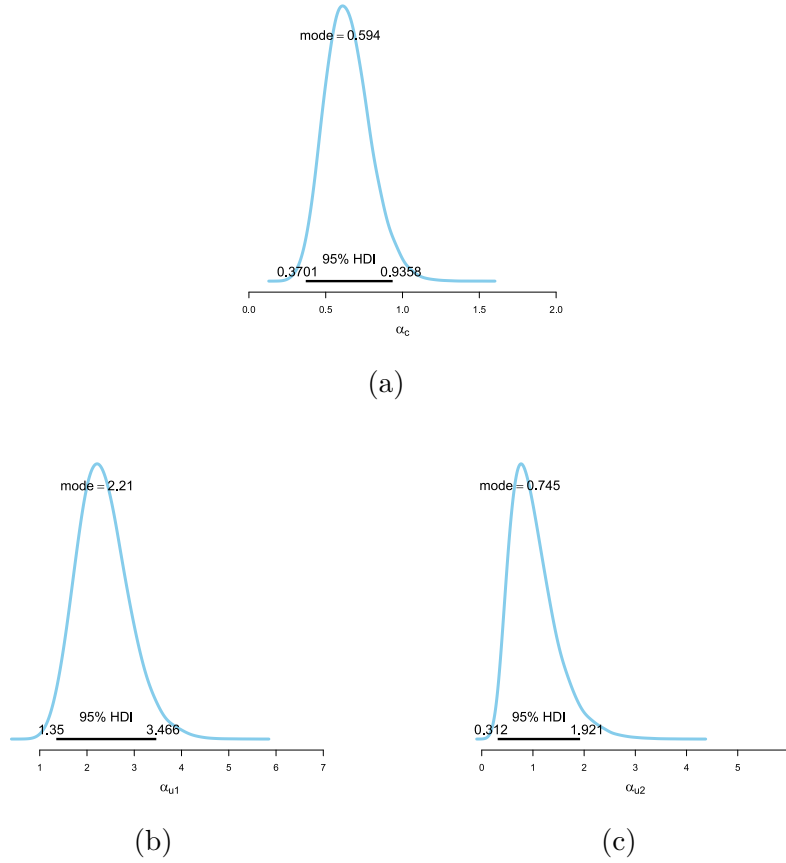 mode = 0.594
95% HDI
0.3701 0.9358
0.0 0.5 1.0 1.5 2.0
αc
(a)
mode = 2.21
95% HDI
1.35 3.466
1 2 3 4 5 6 7
αu1
(b)
mode = 0.745
95% HDI
0.312 1.921
0 1 2 3 4 5
αu2
(c)